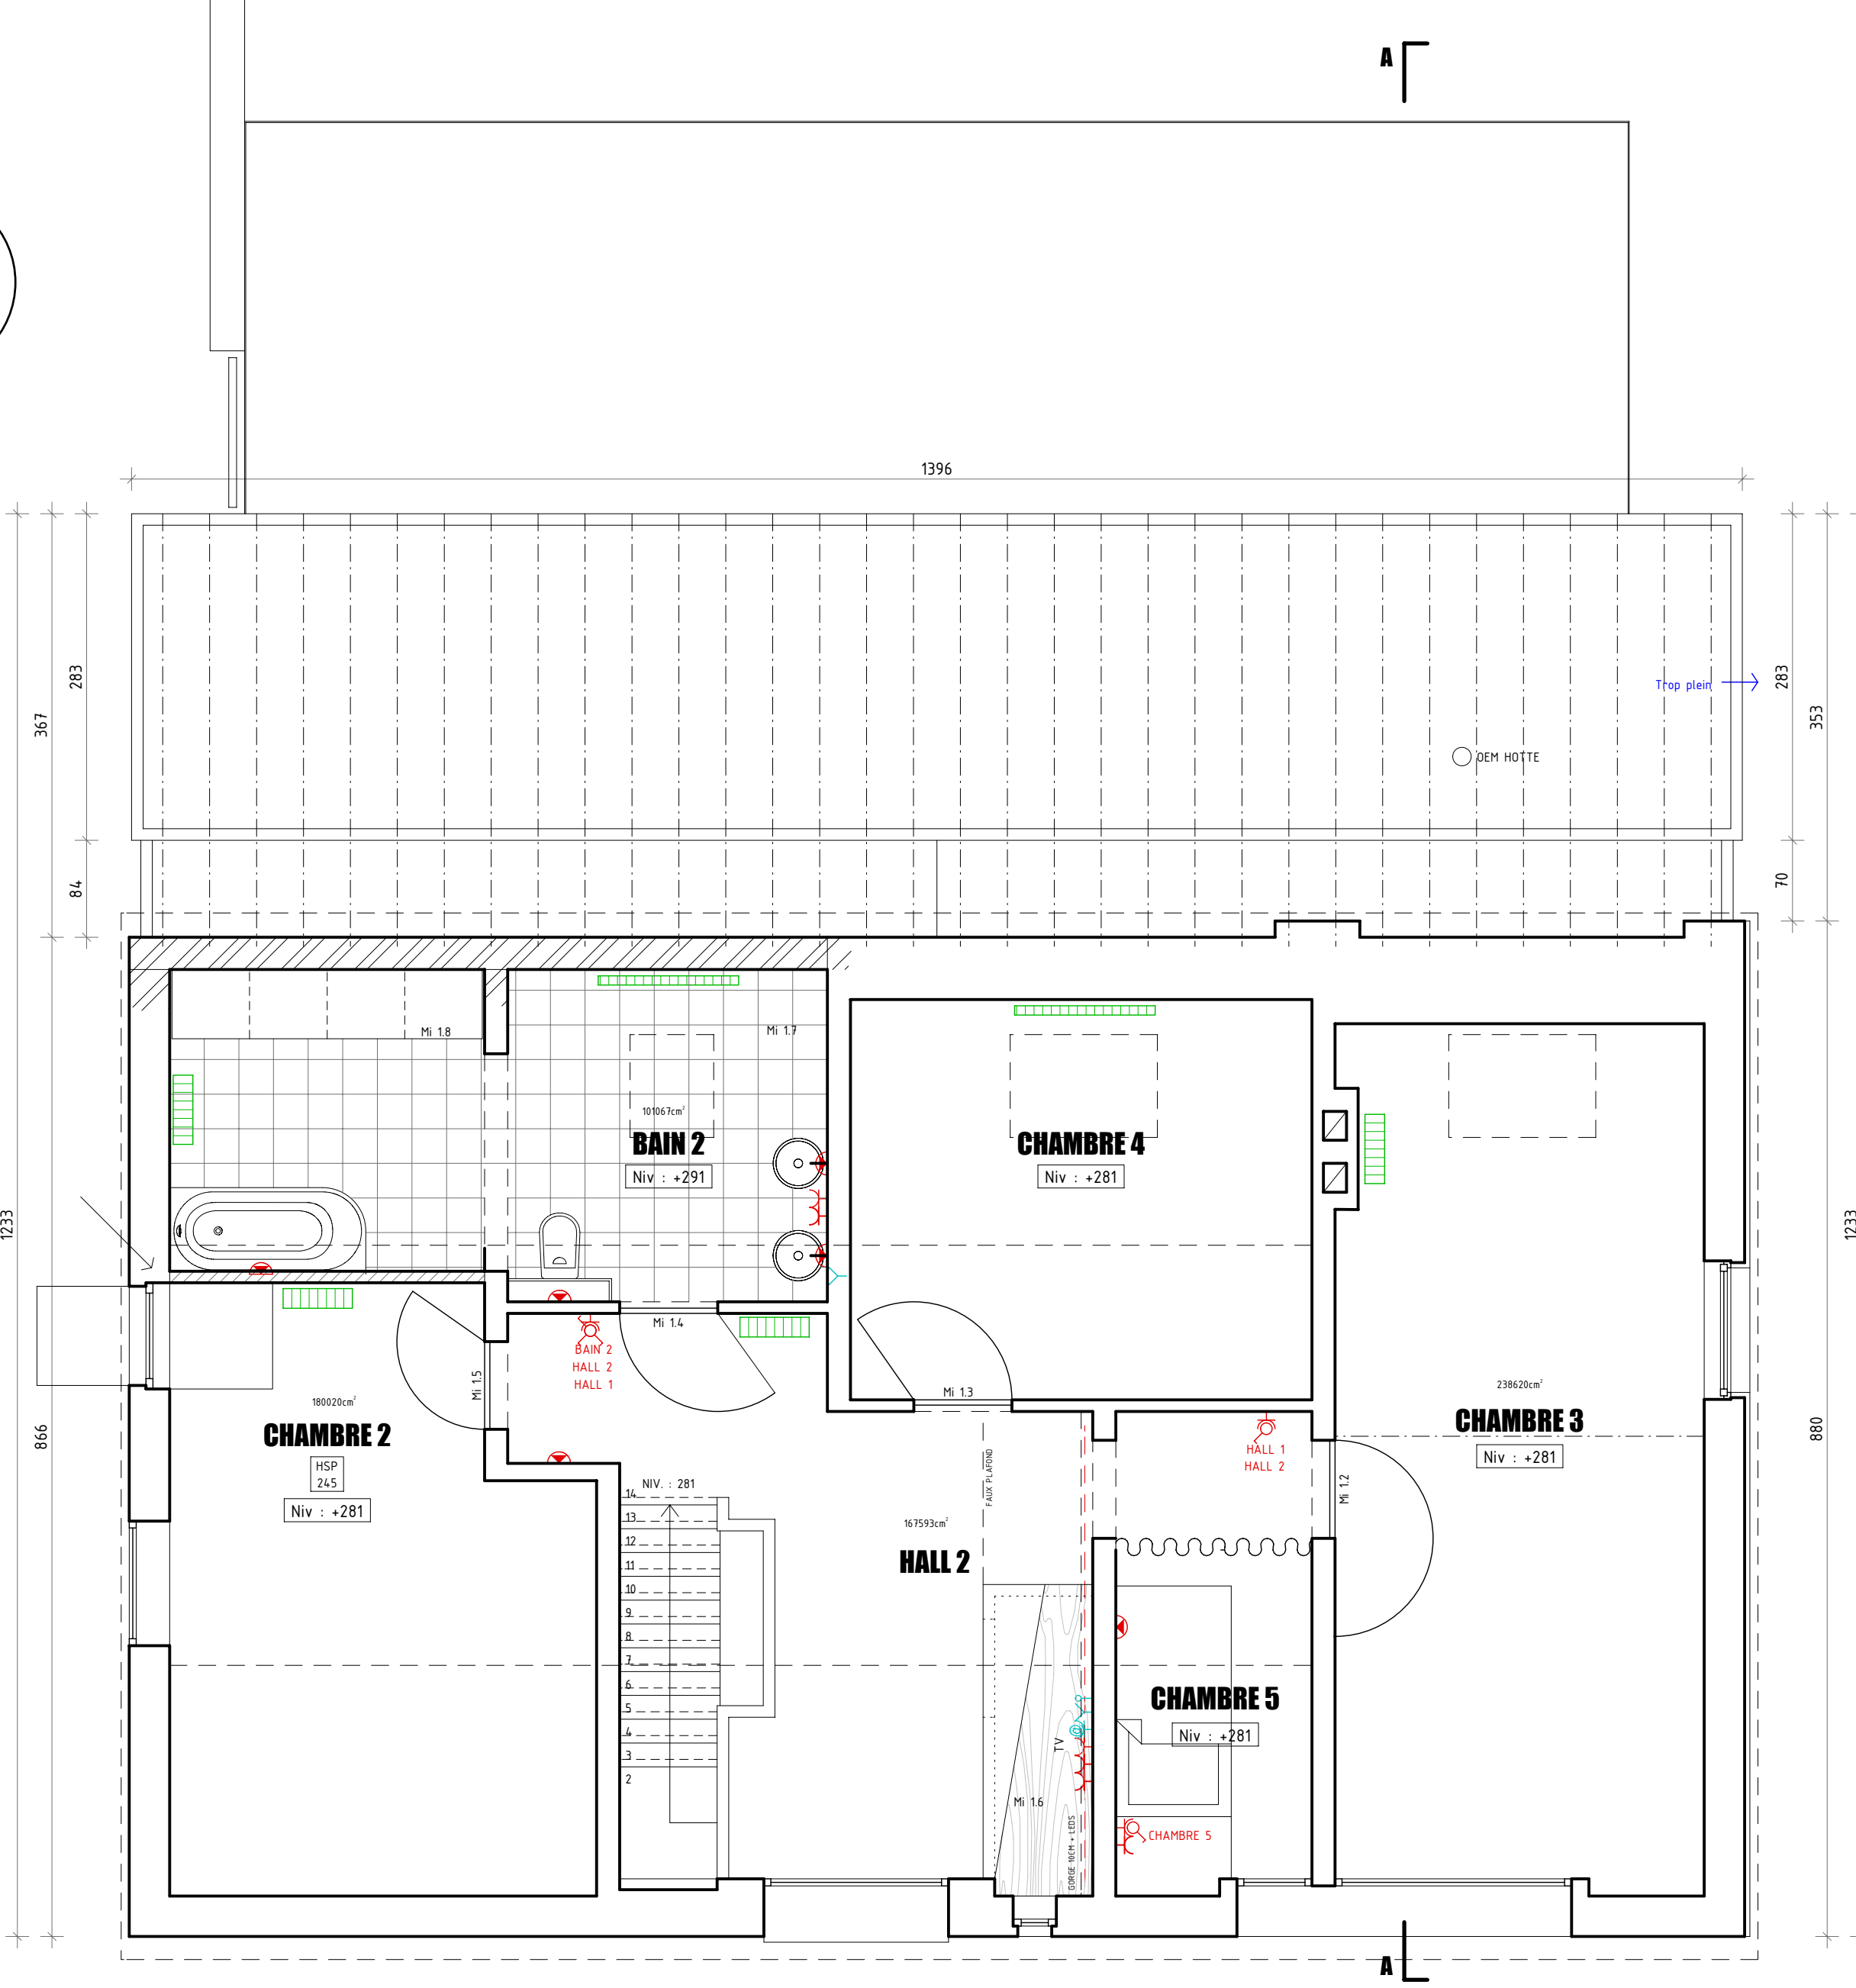 A
1396
283
367
84
1233
866
283
353
70
1233
880
Trop plein
OEM HOTTE
Mi 1.8
Mi 1.7
101067cm²
BAIN 2
Niv : +291
CHAMBRE 4
Niv : +281
Mi 1.4
BAIN 2
HALL 2
HALL 1
Mi 1.5
Mi 1.3
180020cm²
CHAMBRE 2
HSP
245
Niv : +281
238620cm²
CHAMBRE 3
Niv : +281
HALL 1
HALL 2
Mi 1.2
FAUX PLAFOND
NIV. : 281
14
13
12
11
10
9
8
7
6
5
4
3
2
167593cm²
HALL 2
CHAMBRE 5
Niv : +281
TV
@
Mi 1.6
GORGE 10CM + LEDS
CHAMBRE 5
A